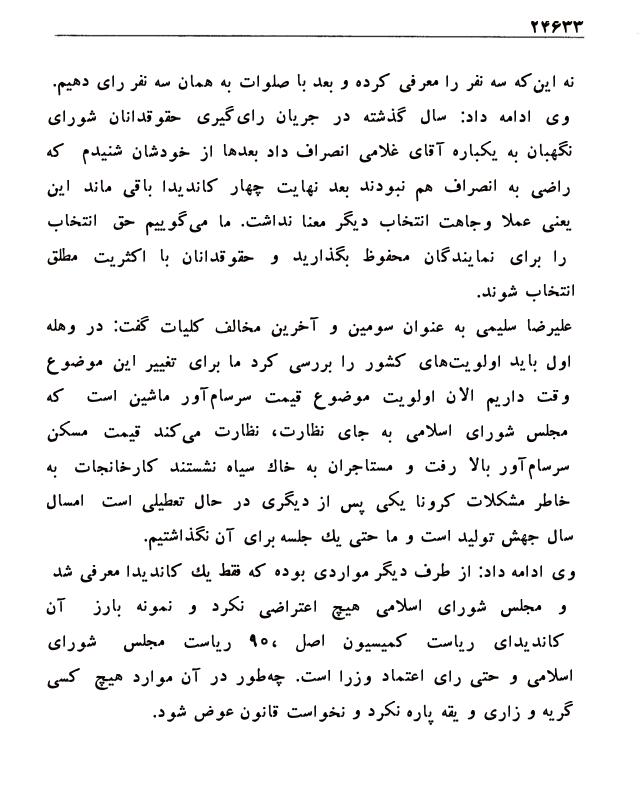 ۲۴۶۳۳
نه این‌که سه نفر را معرفی کرده و بعد با صلوات به همان سه نفر رای دهیم.
وی ادامه داد: سال گذشته در جریان رای‌گیری حقوقدانان شورای
نگهبان به یکباره آقای غلامی انصراف داد بعدها از خودشان شنیدم که
راضی به انصراف هم نبودند بعد نهایت چهار کاندیدا باقی ماند این
یعنی عملا وجاهت انتخاب دیگر معنا نداشت. ما می‌گوییم حق انتخاب
را برای نمایندگان محفوظ بگذارید و حقوقدانان با اکثریت مطلق
انتخاب شوند.
علیرضا سلیمی به عنوان سومین و آخرین مخالف کلیات گفت: در وهله
اول باید اولویت‌های کشور را بررسی کرد ما برای تغییر این موضوع
وقت داریم الان اولویت موضوع قیمت سرسام‌آور ماشین است که
مجلس شورای اسلامی به جای نظارت، نظارت می‌کند قیمت مسکن
سرسام‌آور بالا رفت و مستاجران به خاك سیاه نشستند کارخانجات به
خاطر مشکلات کرونا یکی پس از دیگری در حال تعطیلی است امسال
سال جهش تولید است و ما حتی یك جلسه برای آن نگذاشتیم.
وی ادامه داد: از طرف دیگر مواردی بوده که فقط یك کاندیدا معرفی شد
و مجلس شورای اسلامی هیچ اعتراضی نکرد و نمونه بارز آن
کاندیدای ریاست کمیسیون اصل ۹۰، ریاست مجلس شورای
اسلامی و حتی رای اعتماد وزرا است. چه‌طور در آن موارد هیچ کسی
گریه و زاری و یقه پاره نکرد و نخواست قانون عوض شود.